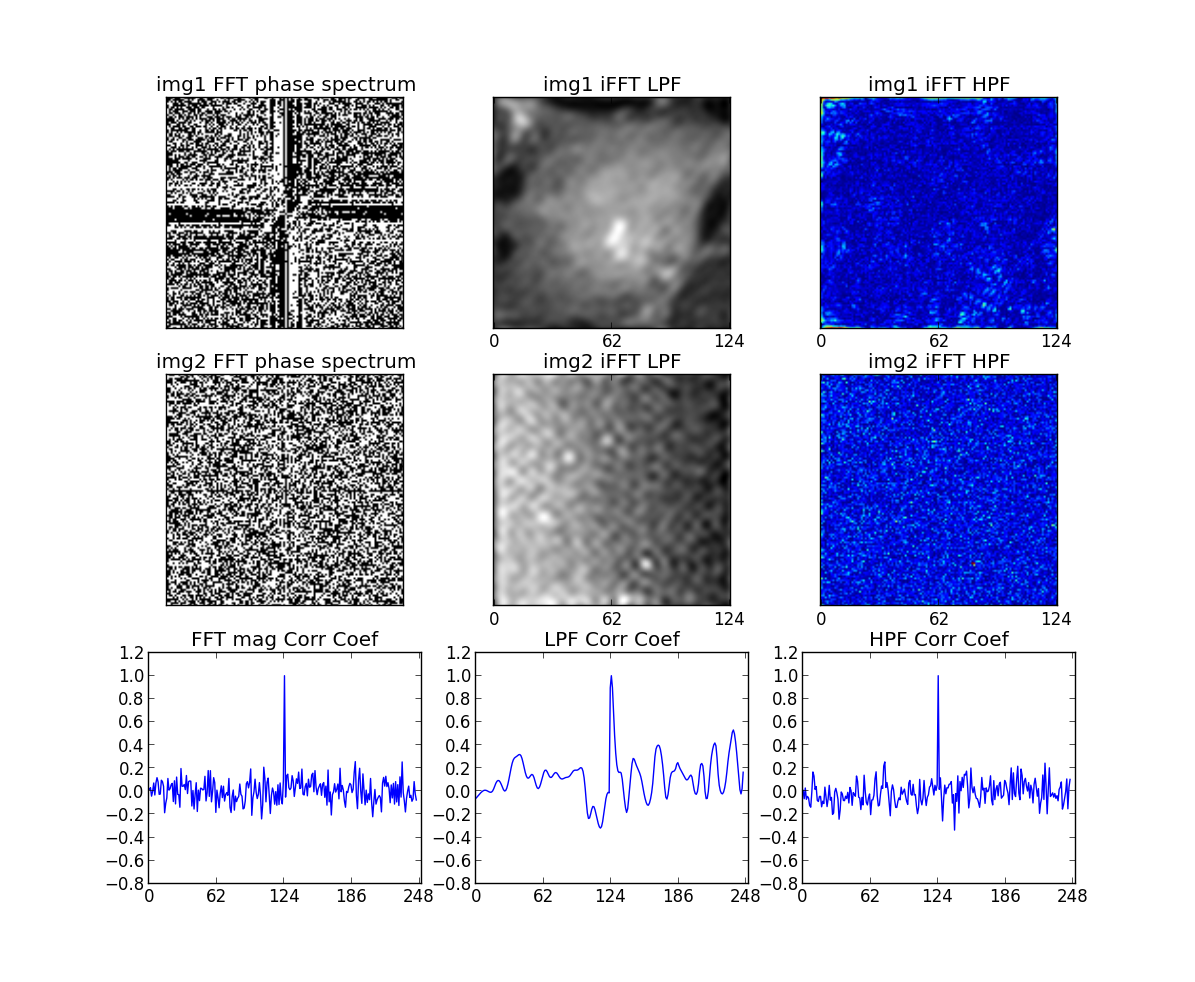 img1 FFT phase spectrum
img1 iFFT LPF
img1 iFFT HPF
0 62 124
0 62 124
img2 FFT phase spectrum
img2 iFFT LPF
img2 iFFT HPF
0 62 124
0 62 124
FFT mag Corr Coef
1.2
1.0
0.8
0.6
0.4
0.2
0.0
−0.2
−0.4
−0.6
−0.8
0 62 124 186 248
LPF Corr Coef
1.2
1.0
0.8
0.6
0.4
0.2
0.0
−0.2
−0.4
−0.6
−0.8
0 62 124 186 248
HPF Corr Coef
1.2
1.0
0.8
0.6
0.4
0.2
0.0
−0.2
−0.4
−0.6
−0.8
0 62 124 186 248